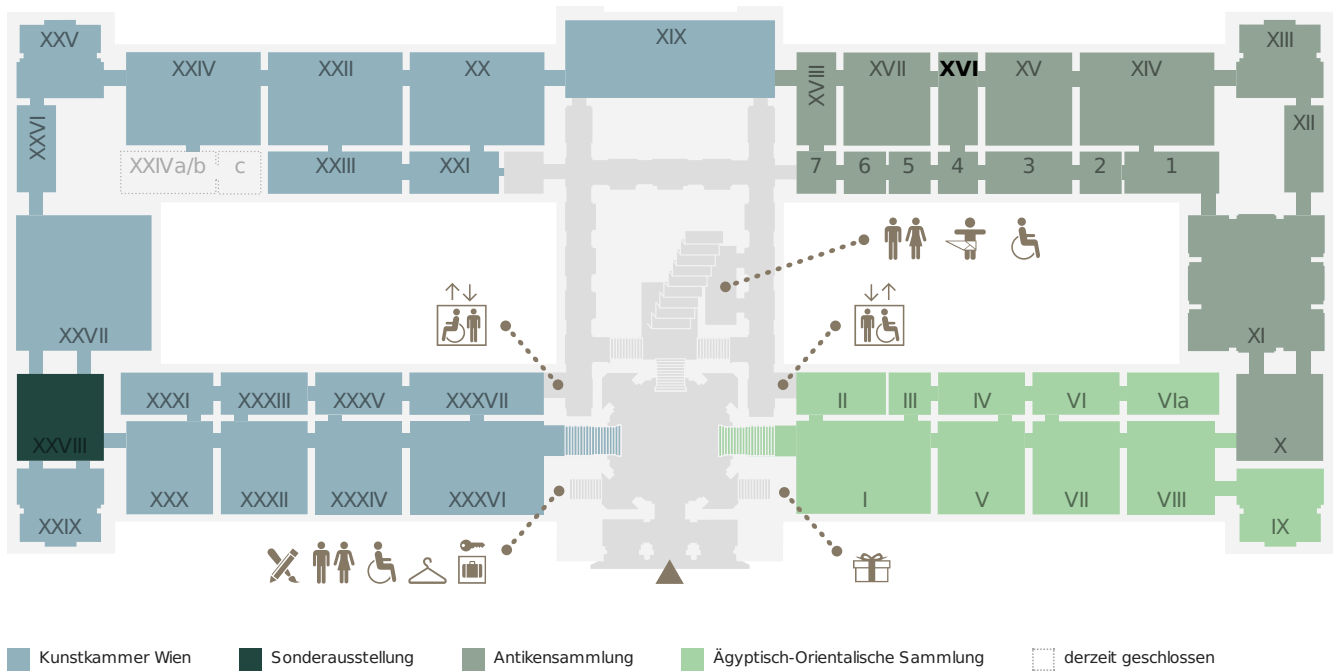 XXV
XXIV
XXII
XX
XIX
XVIII
XVII
XVI
XV
XIV
XIII
XXVI
XII
XXIVa/b
c
XXIII
XXI
7
6
5
4
3
2
1
XXVII
XI
XXXI
XXXIII
XXXV
XXXVII
II
III
IV
VI
VIa
XXVIII
X
XXX
XXXII
XXXIV
XXXVI
I
V
VII
VIII
XXIX
IX
Kunstkammer Wien
Sonderausstellung
Antikensammlung
Ägyptisch-Orientalische Sammlung
derzeit geschlossen